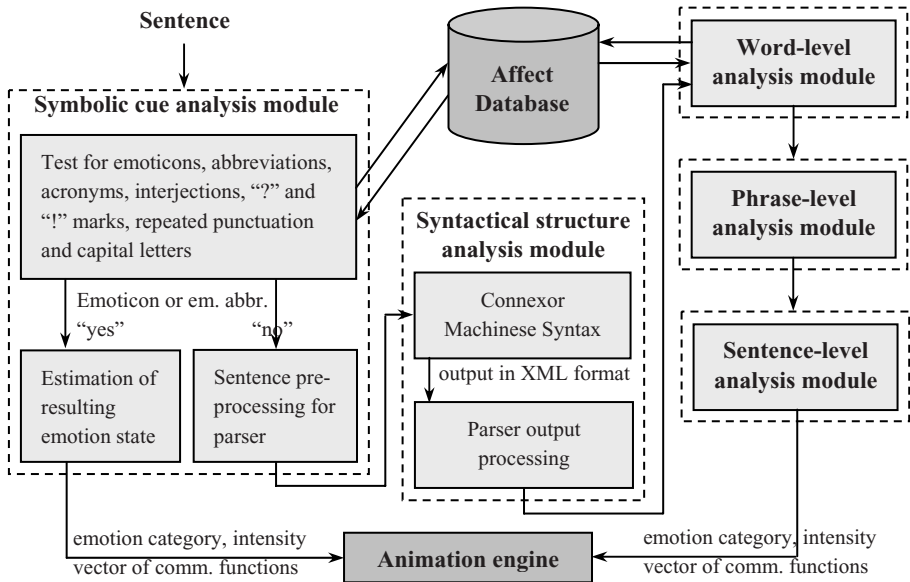 Sentence
Symbolic cue analysis module
Test for emoticons, abbreviations,
acronyms, interjections, “?” and
“!” marks, repeated punctuation
and capital letters
Emoticon or em. abbr.
“yes”
“no”
Estimation of
resulting
emotion state
Sentence pre-
processing for
parser
Affect
Database
Syntactical structure
analysis module
Connexor
Machinese Syntax
output in XML format
Parser output
processing
Word-level
analysis module
Phrase-level
analysis module
Sentence-level
analysis module
emotion category, intensity
vector of comm. functions
Animation engine
emotion category, intensity
vector of comm. functions